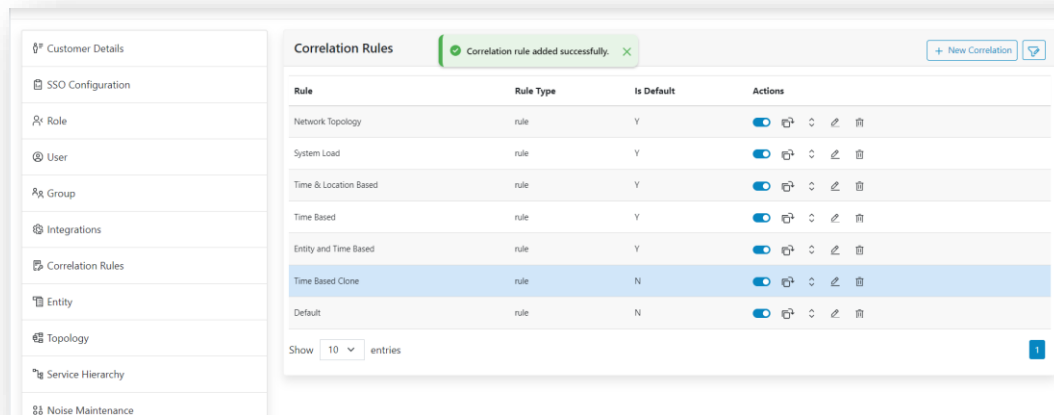 Customer Details
SSO Configuration
Role
User
Group
Integrations
Correlation Rules
Entity
Topology
Service Hierarchy
Noise Maintenance
Correlation Rules
Correlation rule added successfully.
+ New Correlation
Rule Rule Type Is Default Actions
Network Topology rule Y
System Load rule Y
Time & Location Based rule Y
Time Based rule Y
Entity and Time Based rule Y
Time Based Clone rule N
Default rule N
Show 10 entries
1